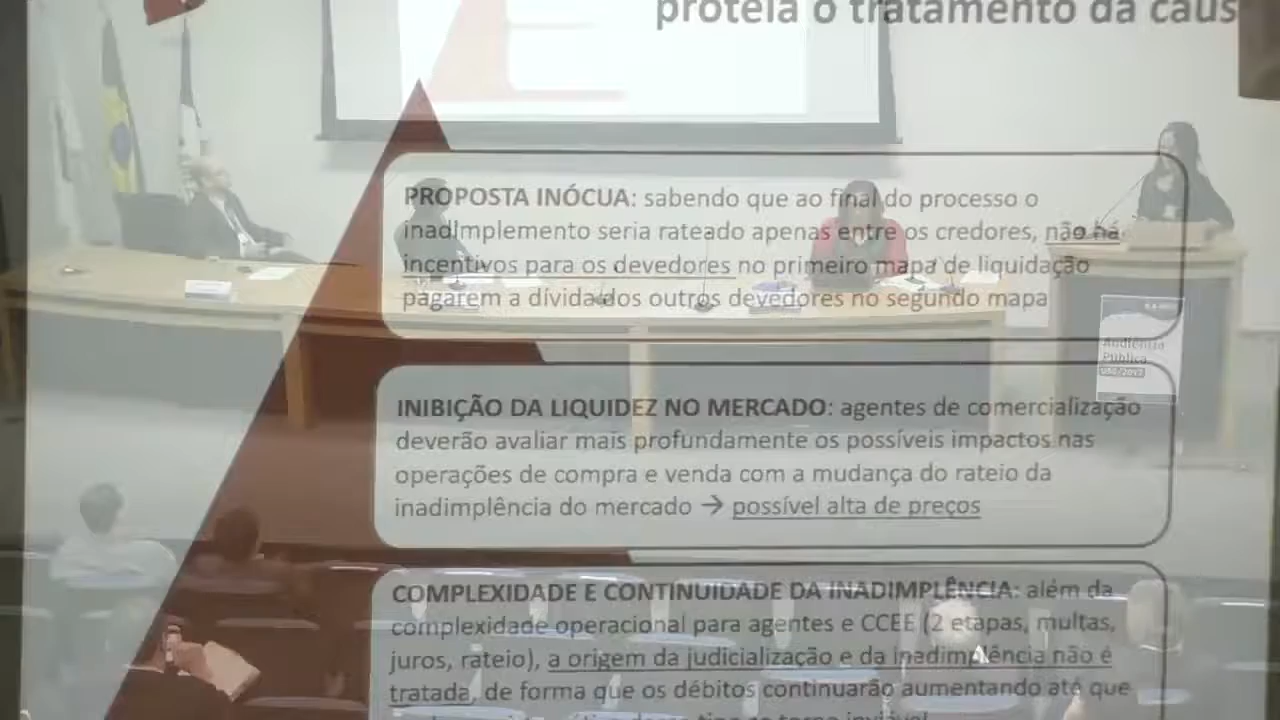 protela o tratamento da caus
PROPOSTA INÓCUA: sabendo que ao final do processo o
inadimplemento seria rateado apenas entre os credores, não há
incentivos para os devedores no primeiro mapa de liquidação
pagarem a dívida dos outros devedores no segundo mapa
INIBIÇÃO DA LIQUIDEZ NO MERCADO: agentes de comercialização
deverão avaliar mais profundamente os possíveis impactos nas
operações de compra e venda com a mudança do rateio da
inadimplência do mercado → possível alta de preços
COMPLEXIDADE E CONTINUIDADE DA INADIMPLÊNCIA: além da
complexidade operacional para agentes e CCEE (2 etapas, multas,
juros, rateio), a origem da judicialização e da inadimplência não é
tratada, de forma que os débitos continuarão aumentando até que
Audiência
Pública